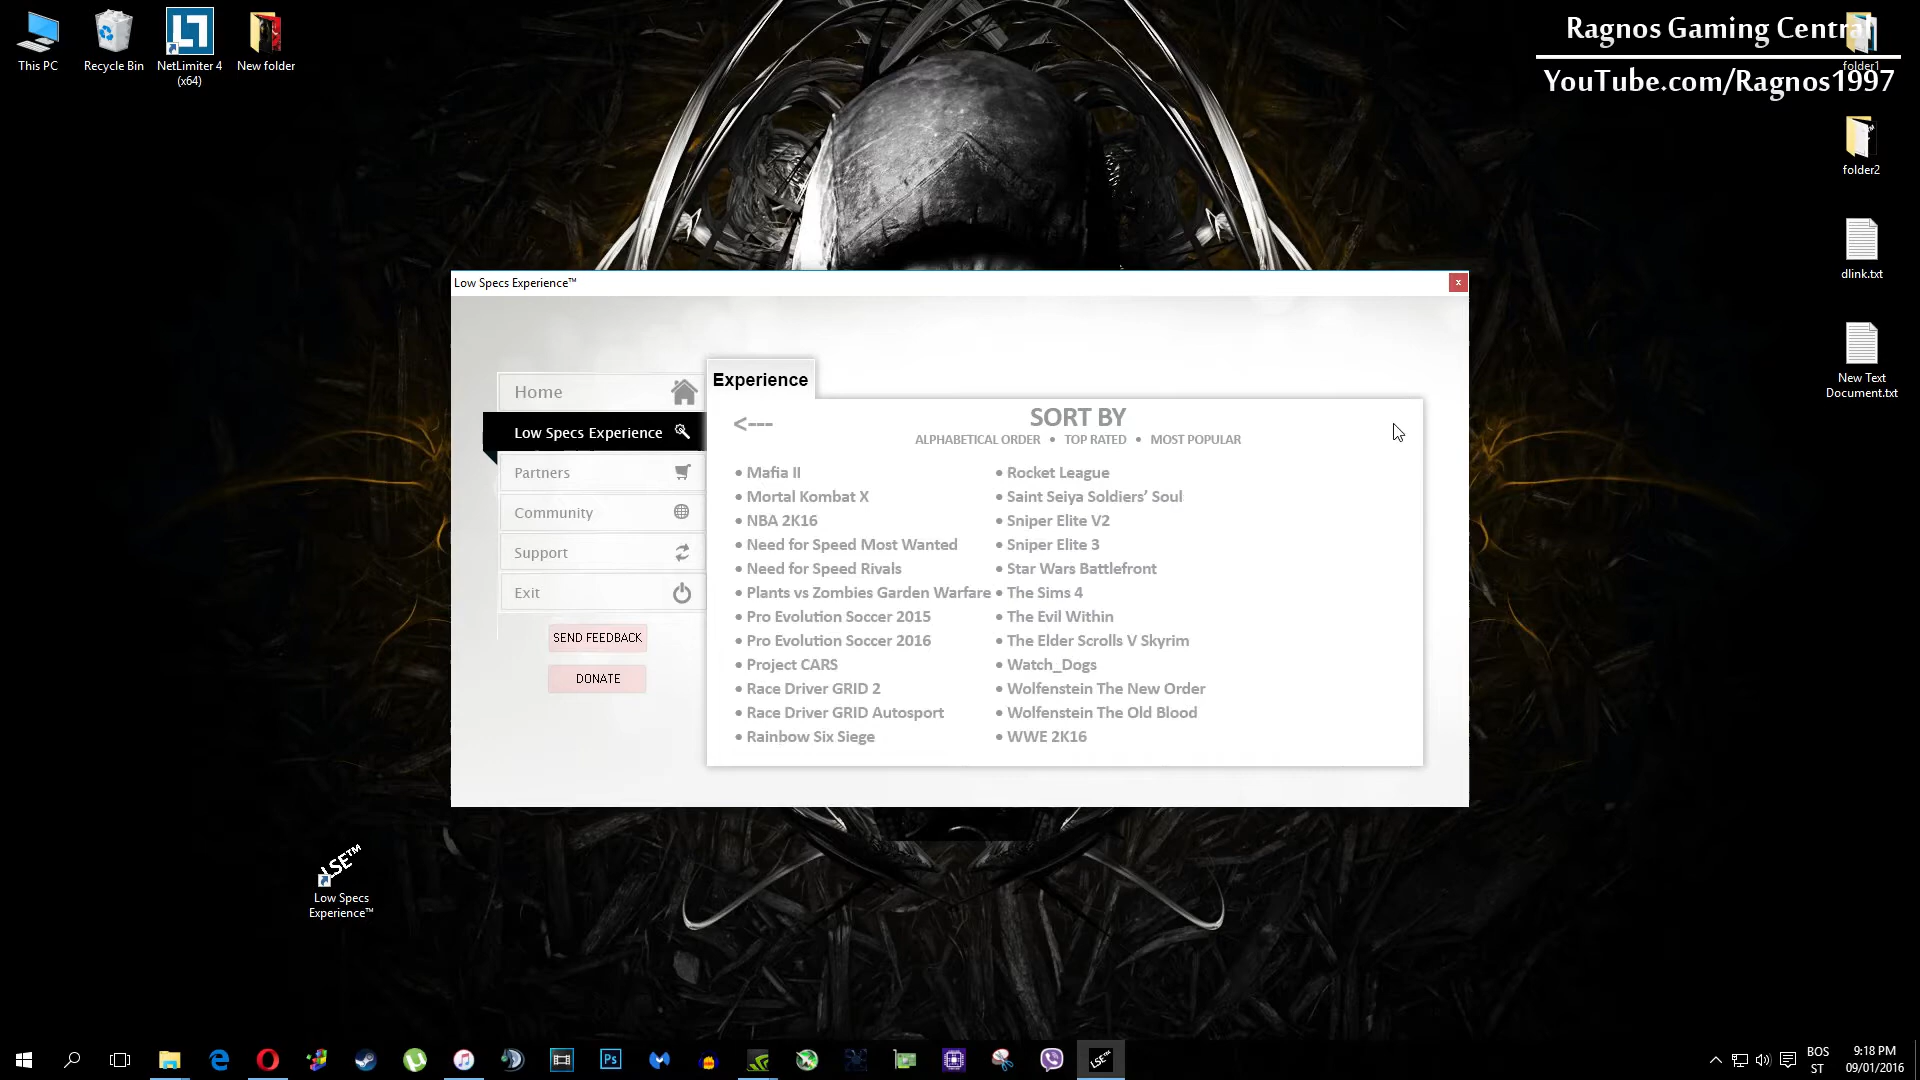 This PC
Recycle Bin
NetLimiter 4
(x64)
New folder
Ragnos Gaming Central
YouTube.com/Ragnos1997
folder1
folder2
dlink.txt
New Text
Document.txt
Low Specs Experience™
x
Home
Low Specs Experience
Partners
Community
Support
Exit
SEND FEEDBACK
DONATE
Experience
<---
SORT BY
ALPHABETICAL ORDER • TOP RATED • MOST POPULAR
• Mafia II
• Mortal Kombat X
• NBA 2K16
• Need for Speed Most Wanted
• Need for Speed Rivals
• Plants vs Zombies Garden Warfare
• Pro Evolution Soccer 2015
• Pro Evolution Soccer 2016
• Project CARS
• Race Driver GRID 2
• Race Driver GRID Autosport
• Rainbow Six Siege
• Rocket League
• Saint Seiya Soldiers’ Soul
• Sniper Elite V2
• Sniper Elite 3
• Star Wars Battlefront
• The Sims 4
• The Evil Within
• The Elder Scrolls V Skyrim
• Watch_Dogs
• Wolfenstein The New Order
• Wolfenstein The Old Blood
• WWE 2K16
LSE™
Low Specs
Experience™
Ps
LSE™
BOS
ST
9:18 PM
09/01/2016